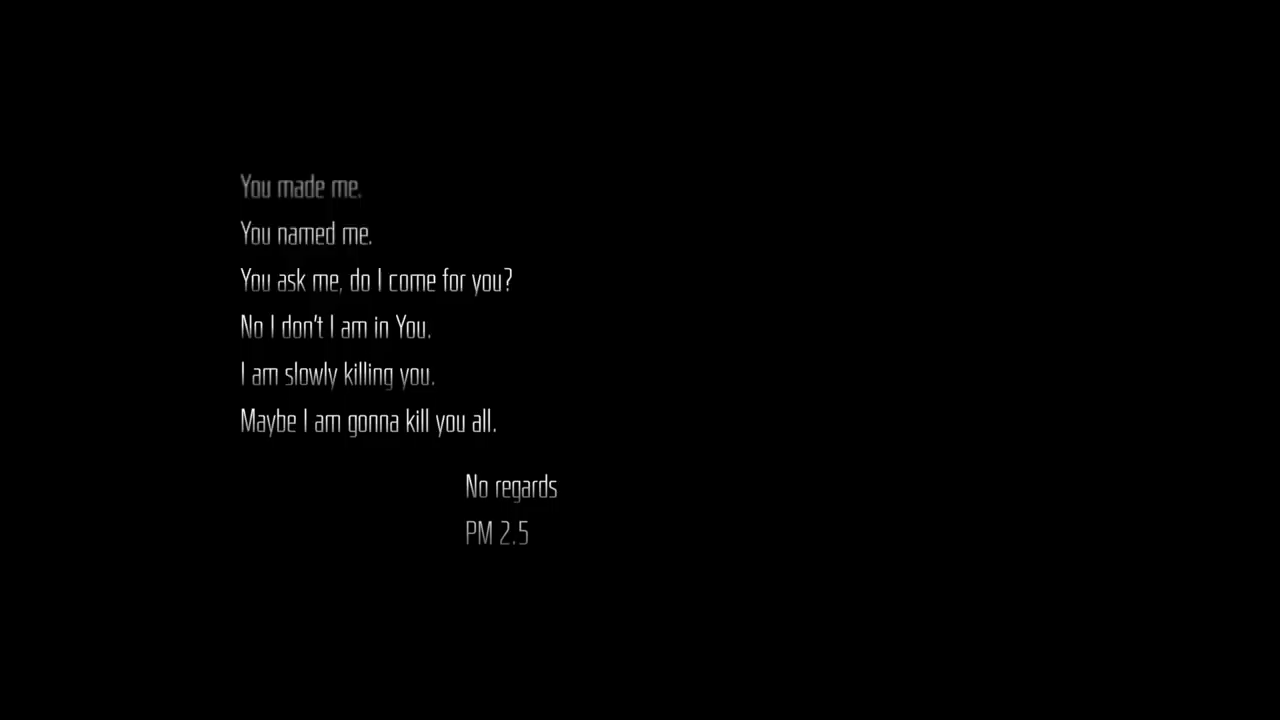 You made me.
You named me.
You ask me, do I come for you?
No I don't I am in You.
I am slowly killing you.
Maybe I am gonna kill you all.
No regards
PM 2.5